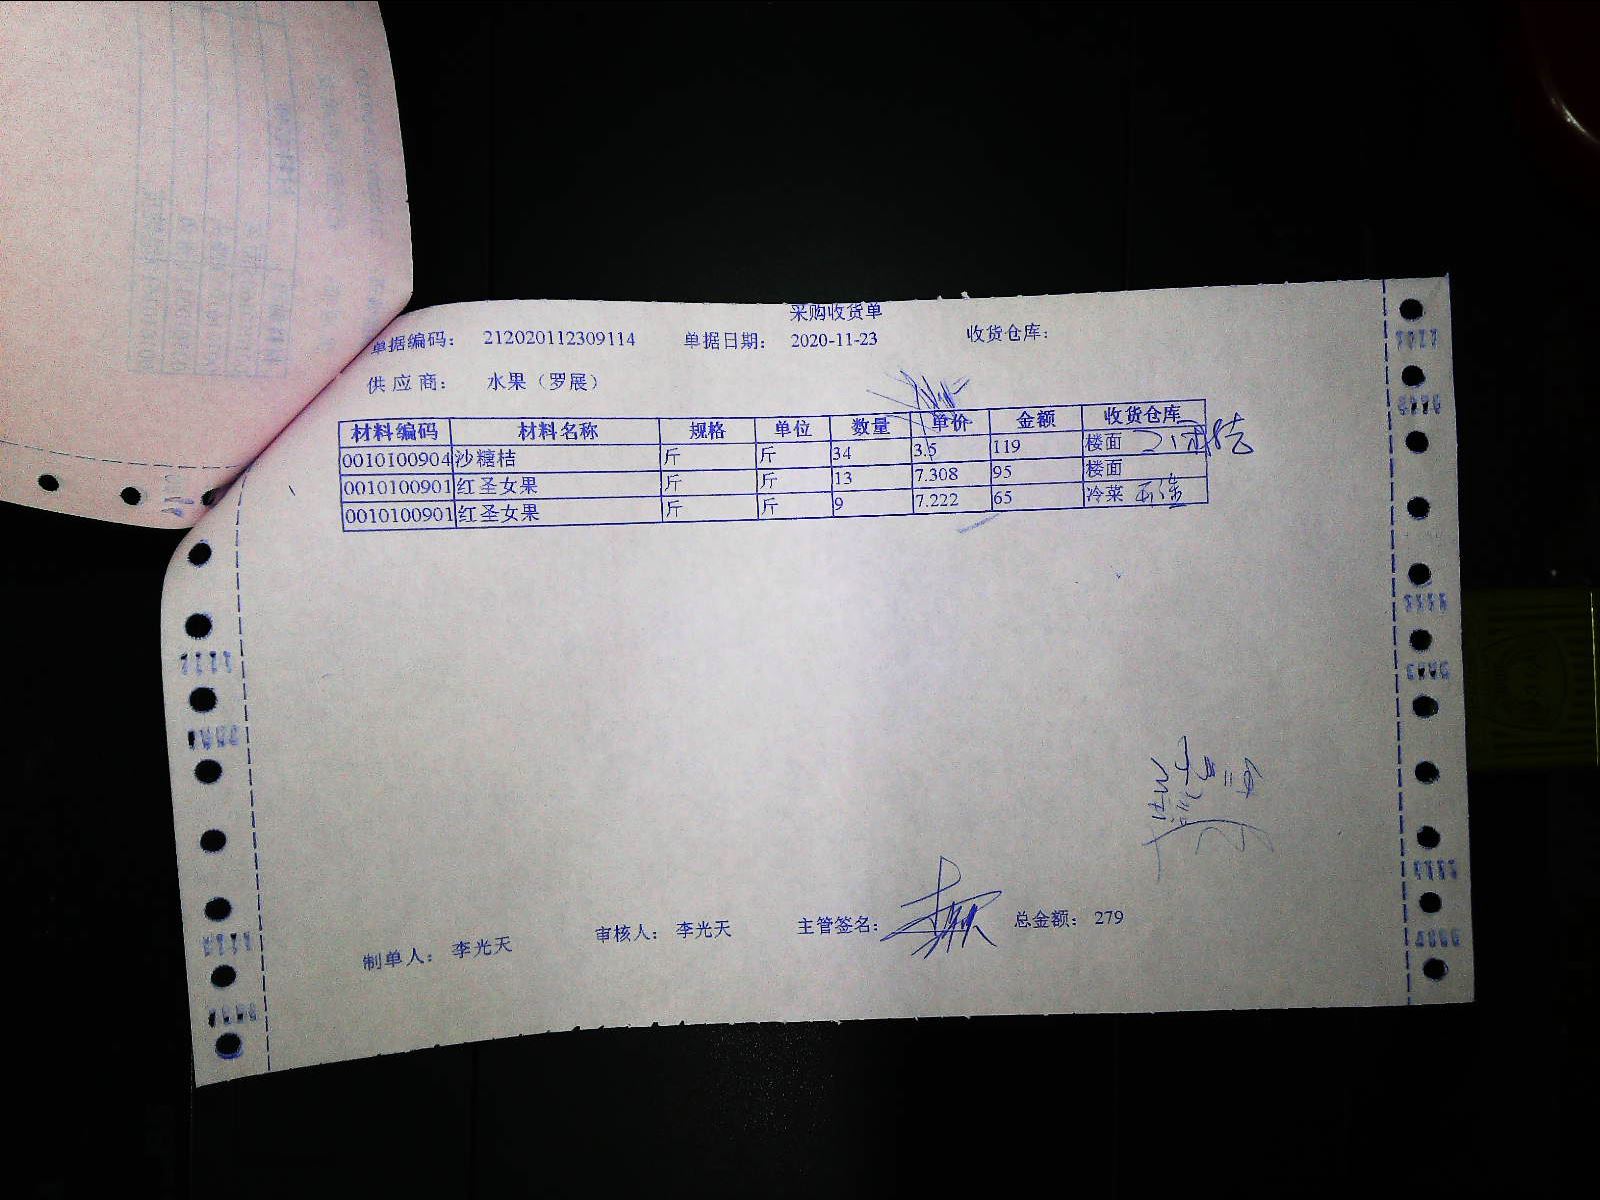 采购收货单
单据编码： 212020112309114 单据日期： 2020-11-23 收货仓库：
供应商： 水果（罗展）
材料编码 材料名称 规格 单位 数量 单价 金额 收货仓库
0010100904 沙糖桔 斤 斤 34 3.5 119 楼面
0010100901 红圣女果 斤 斤 13 7.308 95 楼面
0010100901 红圣女果 斤 斤 9 7.222 65 冷菜
制单人： 李光天 审核人： 李光天 主管签名： 总金额： 279